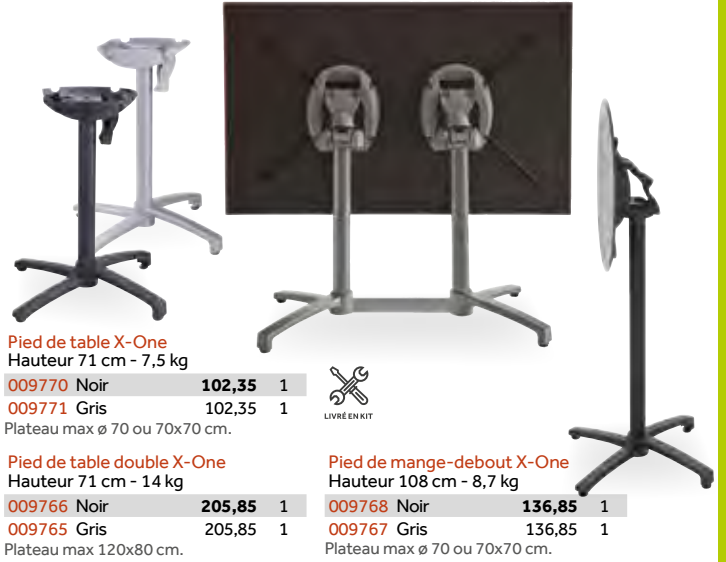 Pied de table X-One
Hauteur 71 cm - 7,5 kg
009770 Noir 102,35 1
009771 Gris 102,35 1
Plateau max ø 70 ou 70x70 cm.
LIVRÉ EN KIT
Pied de table double X-One
Hauteur 71 cm - 14 kg
009766 Noir 205,85 1
009765 Gris 205,85 1
Plateau max 120x80 cm.
Pied de mange-debout X-One
Hauteur 108 cm - 8,7 kg
009768 Noir 136,85 1
009767 Gris 136,85 1
Plateau max ø 70 ou 70x70 cm.